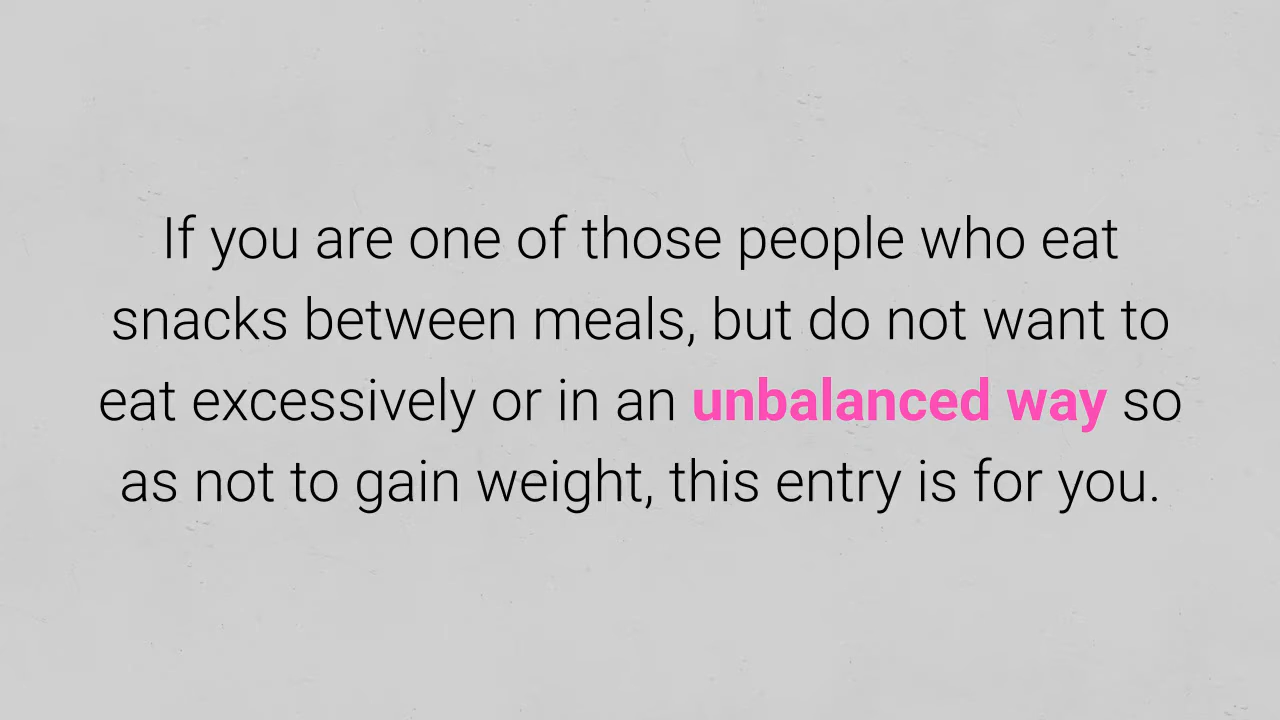 If you are one of those people who eat
snacks between meals, but do not want to
eat excessively or in an unbalanced way so
as not to gain weight, this entry is for you.